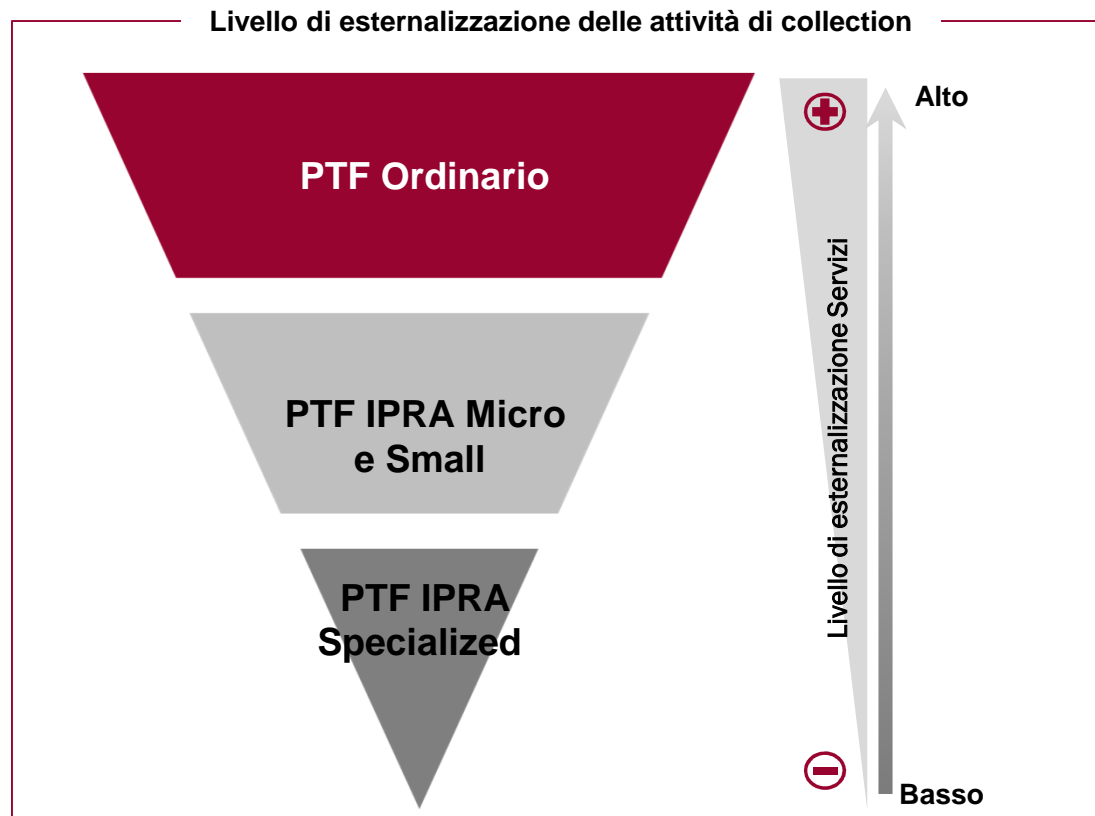 Livello di esternalizzazione delle attività di collection
PTF Ordinario
PTF IPRA Micro
e Small
PTF IPRA
Specialized
Livello di esternalizzazione Servizi
Alto
Basso